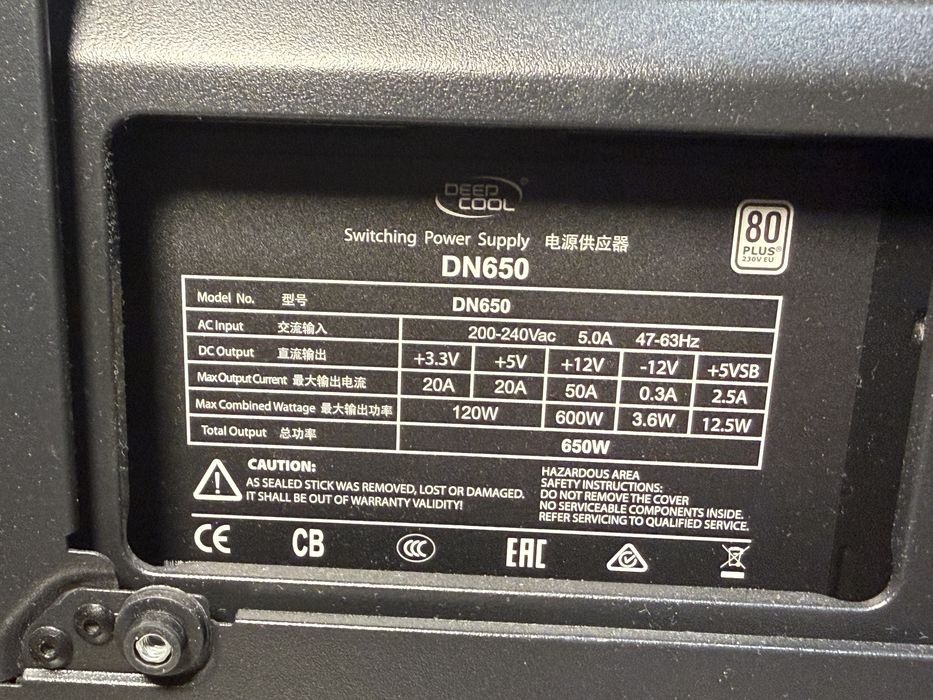 DEEP
COOL®
Switching Power Supply 电源供应器
DN650
80
PLUS®
230V EU
Model No. 型号 DN650
AC Input 交流输入 200-240Vac 5.0A 47-63Hz
DC Output 直流输出 +3.3V +5V +12V -12V +5VSB
Max Output Current 最大输出电流 20A 20A 50A 0.3A 2.5A
Max Combined Wattage 最大输出功率 120W 600W 3.6W 12.5W
Total Output 总功率 650W
CAUTION:
AS SEALED STICK WAS REMOVED, LOST OR DAMAGED.
IT SHALL BE OUT OF WARRANTY VALIDITY!
HAZARDOUS AREA
SAFETY INSTRUCTIONS:
DO NOT REMOVE THE COVER
NO SERVICEABLE COMPONENTS INSIDE.
REFER SERVICING TO QUALIFIED SERVICE.
CE CB CCC EAC